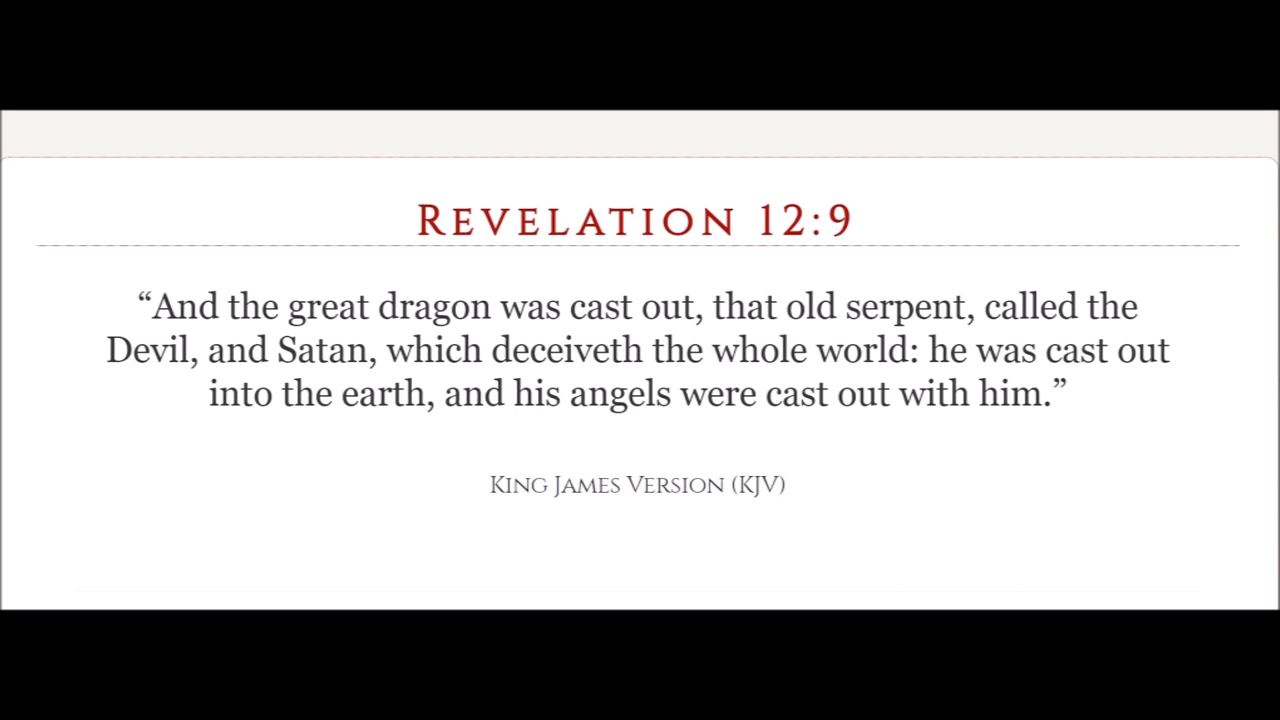 Revelation 12:9
“And the great dragon was cast out, that old serpent, called the
Devil, and Satan, which deceiveth the whole world: he was cast out
into the earth, and his angels were cast out with him.”
King James Version (KJV)